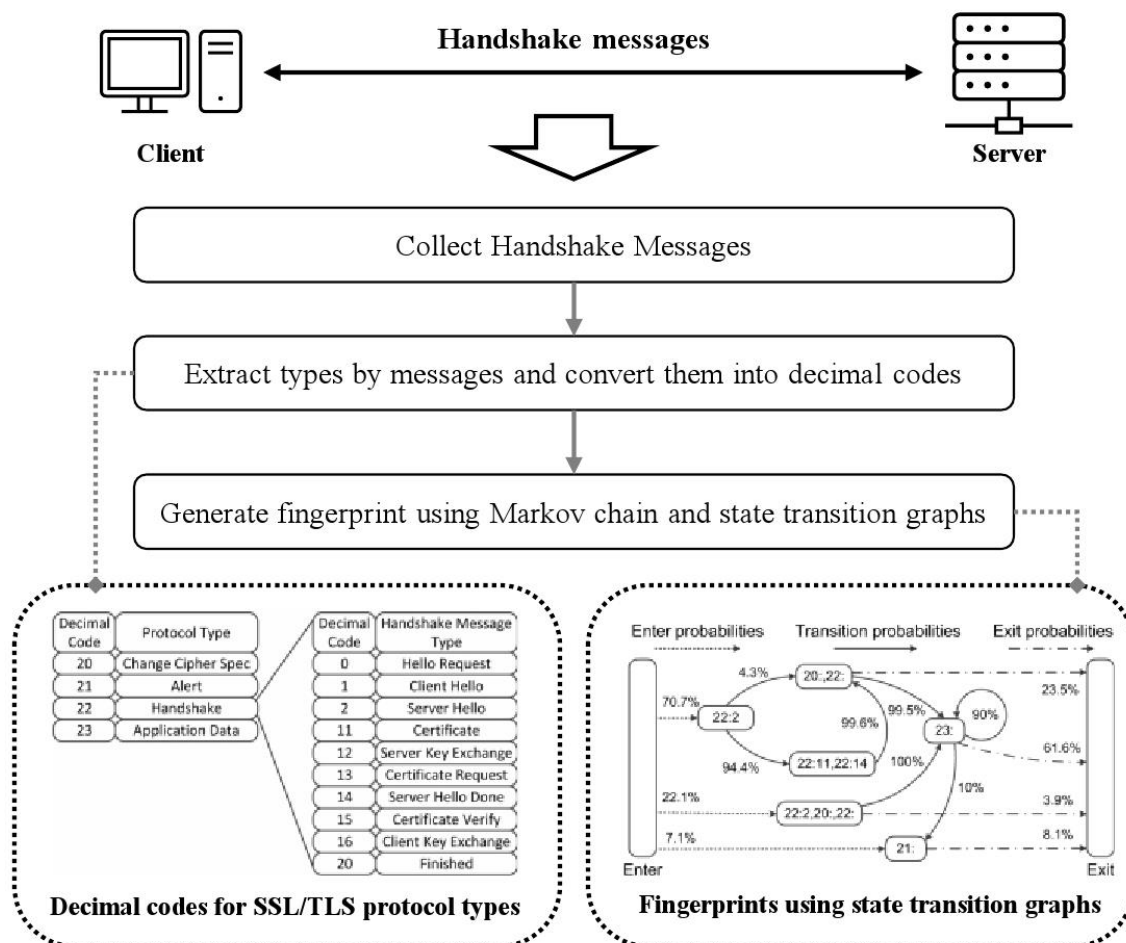 Handshake messages
Client
Server
Collect Handshake Messages
Extract types by messages and convert them into decimal codes
Generate fingerprint using Markov chain and state transition graphs
Decimal Code
Protocol Type
20 Change Cipher Spec
21 Alert
22 Handshake
23 Application Data
Decimal Code
Handshake Message Type
0 Hello Request
1 Client Hello
2 Server Hello
11 Certificate
12 Server Key Exchange
13 Certificate Request
14 Server Hello Done
15 Certificate Verify
16 Client Key Exchange
20 Finished
Decimal codes for SSL/TLS protocol types
Enter probabilities
Transition probabilities
Exit probabilities
4.3%
20:,22:
23.5%
70.7%
22:2
99.5%
99.6%
23:
90%
94.4%
22:11,22:14
100%
61.6%
10%
22.1%
22:2,20:,22:
3.9%
7.1%
21:
8.1%
Enter
Exit
Fingerprints using state transition graphs